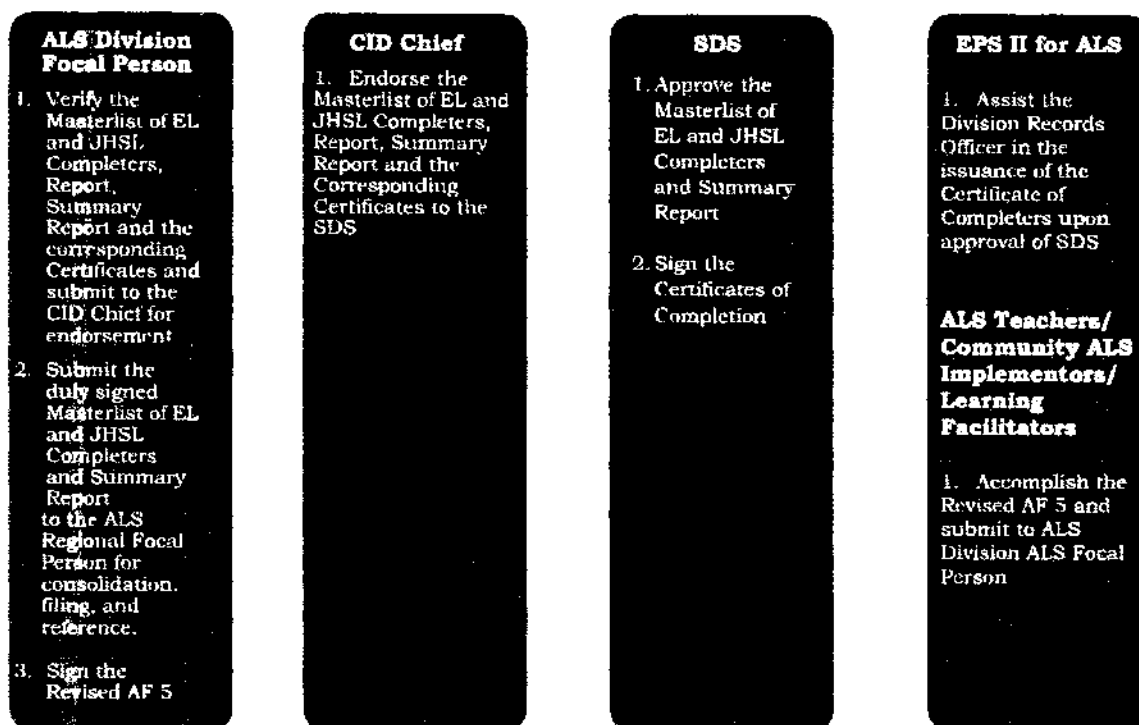 ALS Division
Focal Person
1. Verify the
Masterlist of EL
and JHSL
Completers,
Report,
Summary
Report and the
corresponding
Certificates and
submit to the
CID Chief for
endorsement
2. Submit the
duly signed
Masterlist of EL
and JHSL
Completers
and Summary
Report
to the ALS
Regional Focal
Person for
consolidation,
filing, and
reference.
3. Sign the
Revised AF 5
CID Chief
1. Endorse the
Masterlist of EL and
JHSL Completers,
Report, Summary
Report and the
Corresponding
Certificates to the
SDS
SDS
1. Approve the
Masterlist of
EL and JHSL
Completers
and Summary
Report
2. Sign the
Certificates of
Completion
EPS II for ALS
1. Assist the
Division Records
Officer in the
issuance of the
Certificate of
Completers upon
approval of SDS
ALS Teachers/
Community ALS
Implementors/
Learning
Facilitators
1. Accomplish the
Revised AF 5 and
submit to ALS
Division ALS Focal
Person